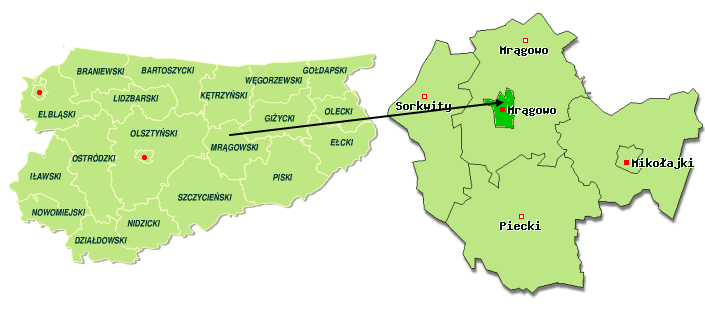 BRANIEWSKI
BARTOSZYCKI
GOŁDAPSKI
WĘGORZEWSKI
LIDZBARSKI
KĘTRZYŃSKI
ELBLĄSKI
OLSZTYŃSKI
GIŻYCKI
OLECKI
OSTRÓDZKI
MRĄGOWSKI
EŁCKI
IŁAWSKI
PISKI
SZCZYCIEŃSKI
NOWOMIEJSKI
NIDZICKI
DZIAŁDOWSKI
Mrągowo
Sorkwity
Mrągowo
Mikołajki
Piecki